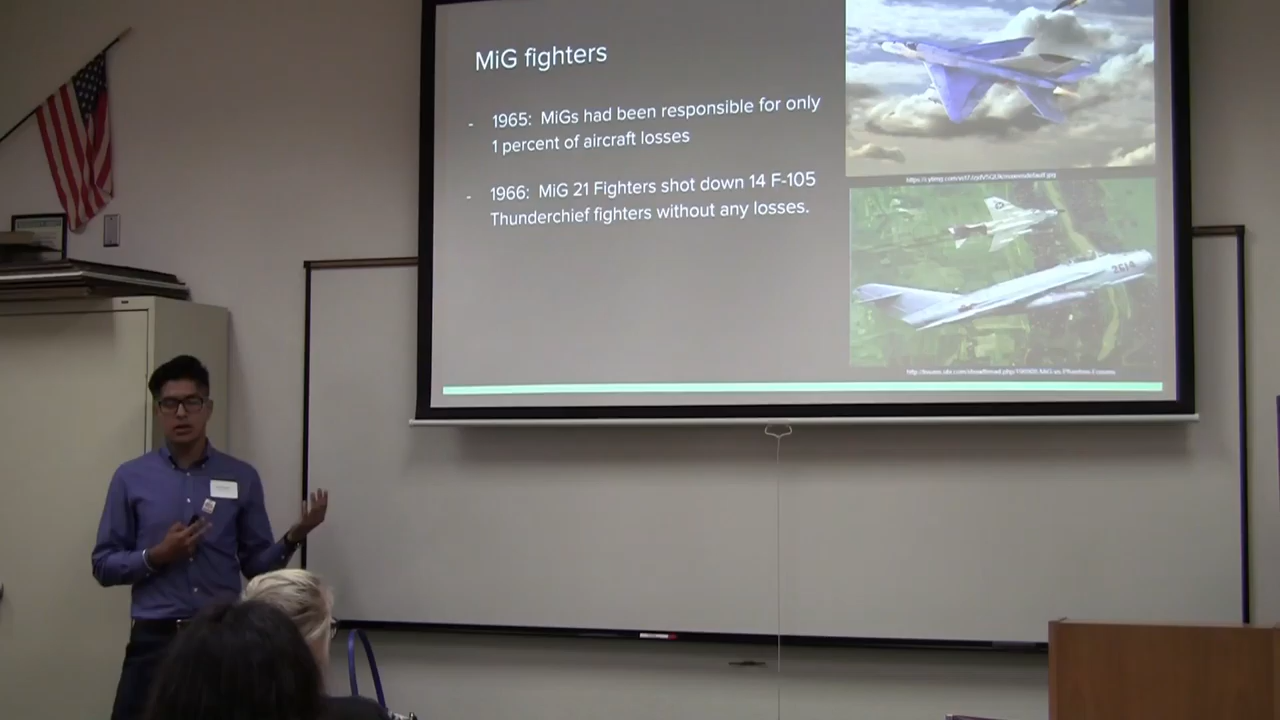 MiG fighters
- 1965: MiGs had been responsible for only
1 percent of aircraft losses
- 1966: MiG 21 Fighters shot down 14 F-105
Thunderchief fighters without any losses.
2614